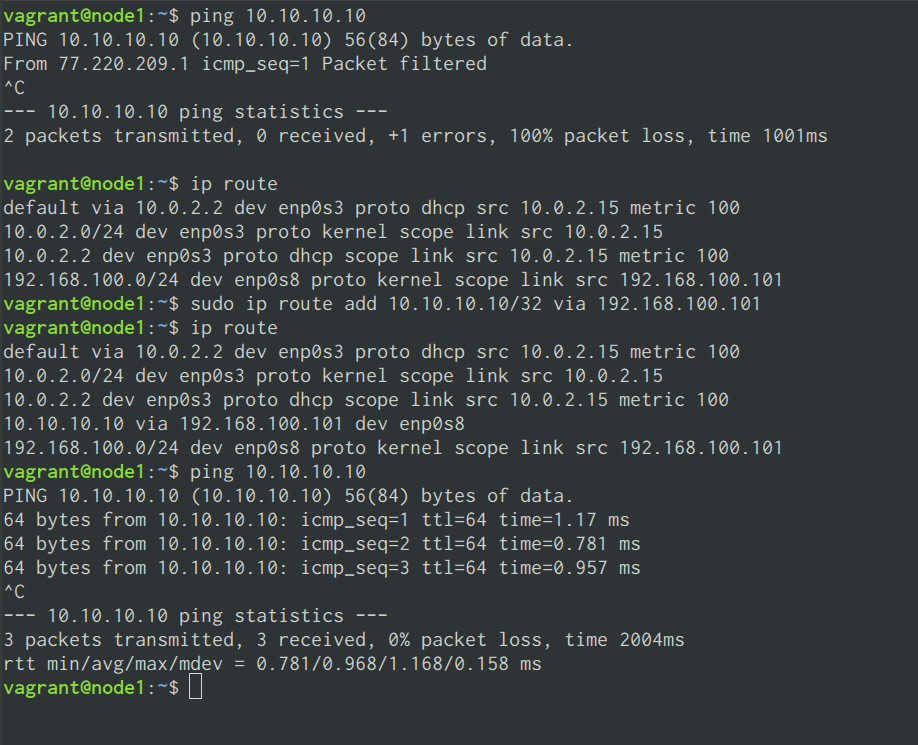 vagrant@node1:~$ ping 10.10.10.10
PING 10.10.10.10 (10.10.10.10) 56(84) bytes of data.
From 77.220.209.1 icmp_seq=1 Packet filtered
^C
--- 10.10.10.10 ping statistics ---
2 packets transmitted, 0 received, +1 errors, 100% packet loss, time 1001ms

vagrant@node1:~$ ip route
default via 10.0.2.2 dev enp0s3 proto dhcp src 10.0.2.15 metric 100
10.0.2.0/24 dev enp0s3 proto kernel scope link src 10.0.2.15
10.0.2.2 dev enp0s3 proto dhcp scope link src 10.0.2.15 metric 100
192.168.100.0/24 dev enp0s8 proto kernel scope link src 192.168.100.101
vagrant@node1:~$ sudo ip route add 10.10.10.10/32 via 192.168.100.101
vagrant@node1:~$ ip route
default via 10.0.2.2 dev enp0s3 proto dhcp src 10.0.2.15 metric 100
10.0.2.0/24 dev enp0s3 proto kernel scope link src 10.0.2.15
10.0.2.2 dev enp0s3 proto dhcp scope link src 10.0.2.15 metric 100
10.10.10.10 via 192.168.100.101 dev enp0s8
192.168.100.0/24 dev enp0s8 proto kernel scope link src 192.168.100.101
vagrant@node1:~$ ping 10.10.10.10
PING 10.10.10.10 (10.10.10.10) 56(84) bytes of data.
64 bytes from 10.10.10.10: icmp_seq=1 ttl=64 time=1.17 ms
64 bytes from 10.10.10.10: icmp_seq=2 ttl=64 time=0.781 ms
64 bytes from 10.10.10.10: icmp_seq=3 ttl=64 time=0.957 ms
^C
--- 10.10.10.10 ping statistics ---
3 packets transmitted, 3 received, 0% packet loss, time 2004ms
rtt min/avg/max/mdev = 0.781/0.968/1.168/0.158 ms
vagrant@node1:~$